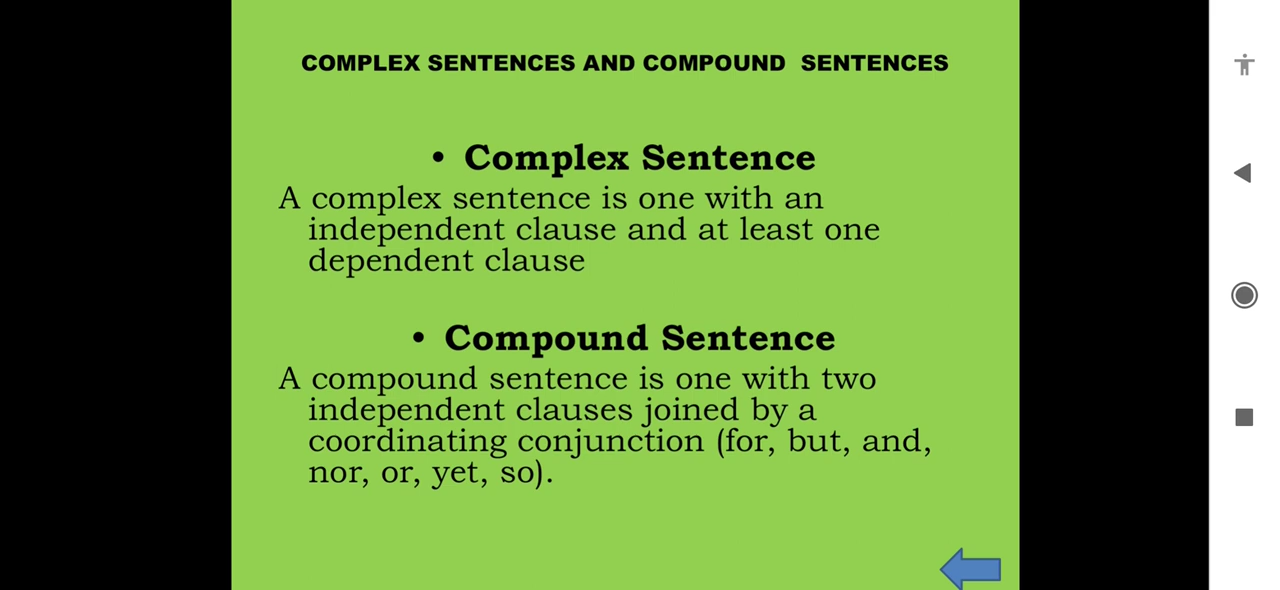 COMPLEX SENTENCES AND COMPOUND  SENTENCES
• Complex Sentence
A complex sentence is one with an
independent clause and at least one
dependent clause
• Compound Sentence
A compound sentence is one with two
independent clauses joined by a
coordinating conjunction (for, but, and,
nor, or, yet, so).